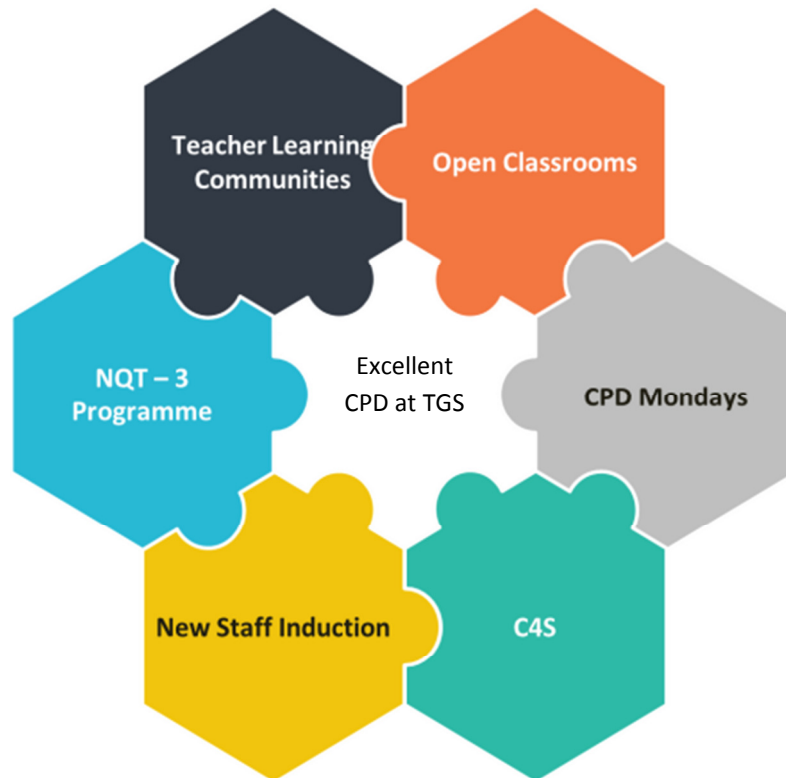 Teacher Learning
Communities
Open Classrooms
NQT – 3
Programme
Excellent
CPD at TGS
CPD Mondays
New Staff Induction
C4S